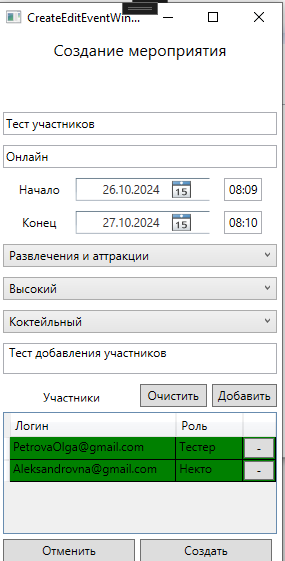 CreateEditEventWin...
Создание мероприятия
Тест участников
Онлайн
Начало 26.10.2024 15 08:09
Конец 27.10.2024 15 08:10
Развлечения и аттракции
Высокий
Коктейльный
Тест добавления участников
Участники Очистить Добавить
Логин Роль
PetrovaOlga@gmail.com Тестер -
Aleksandrovna@gmail.com Некто -
Отменить Создать